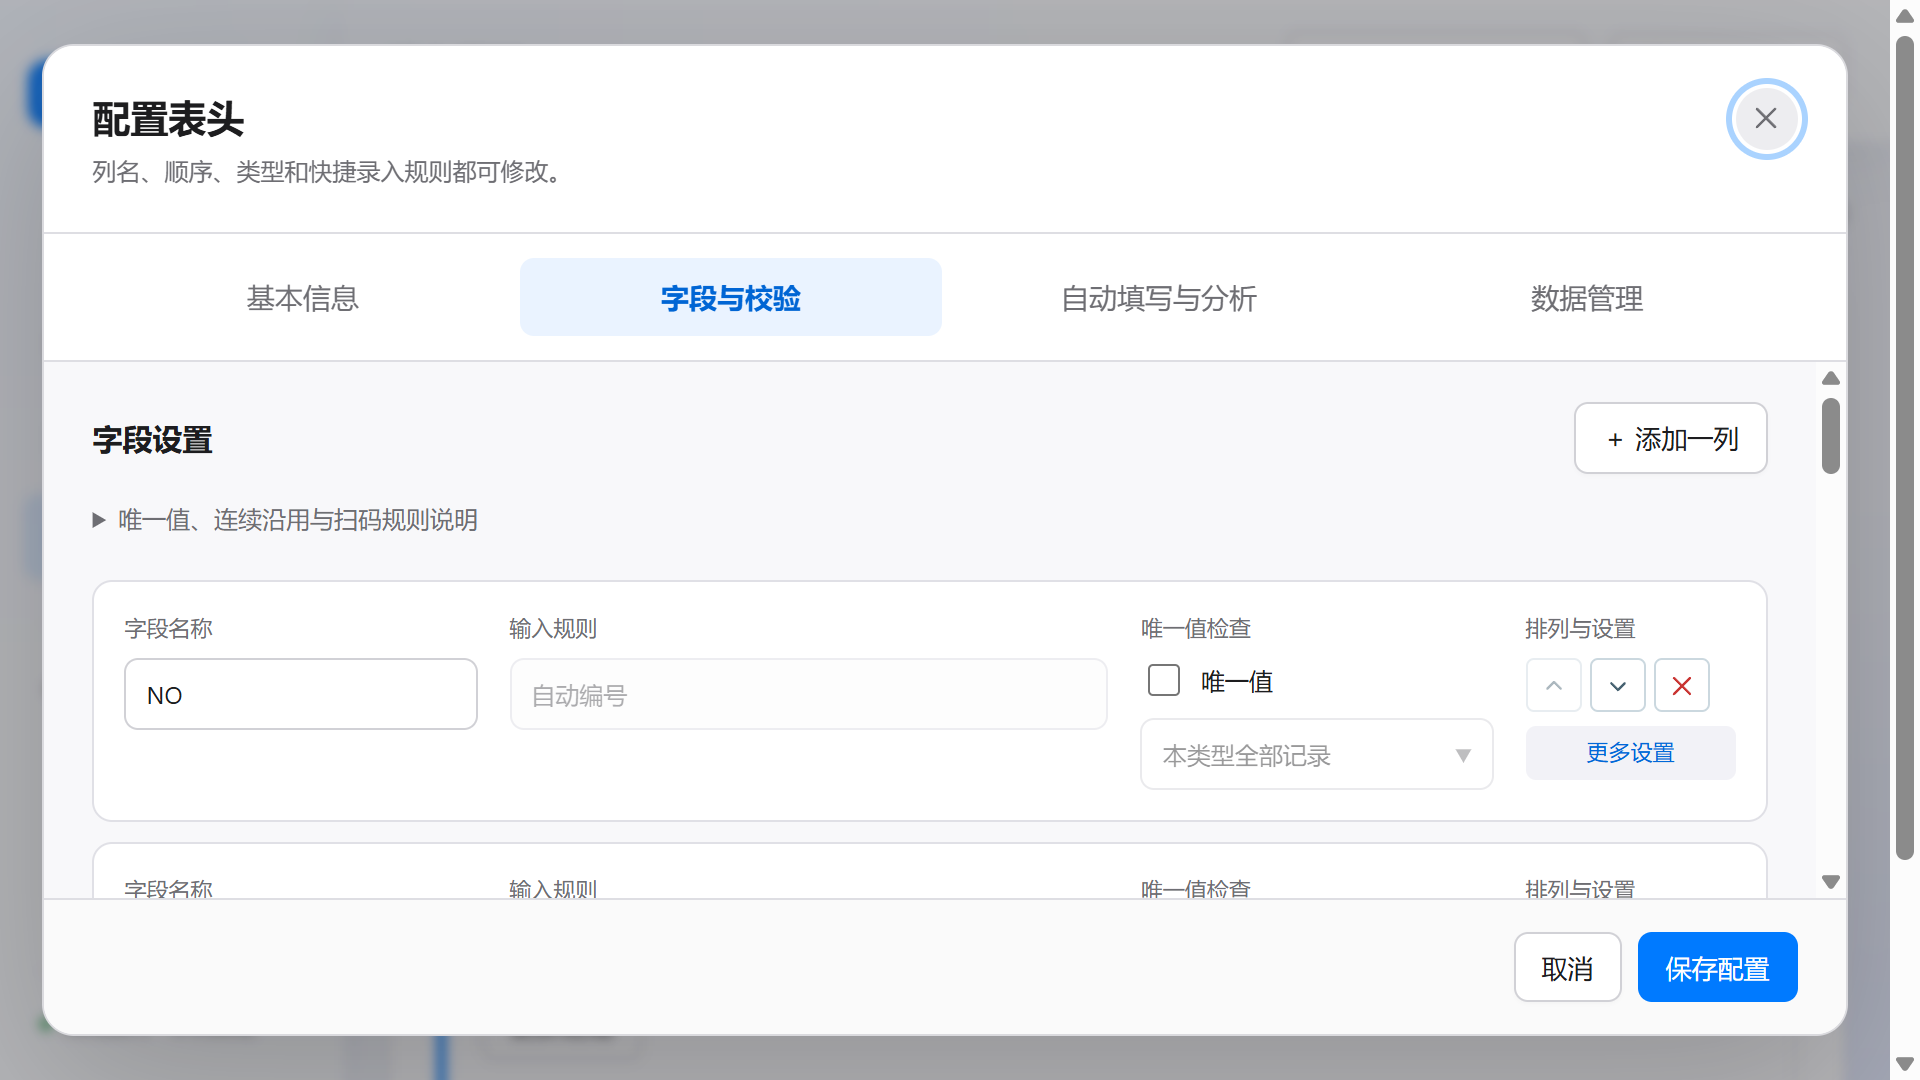 配置表头
列名、顺序、类型和快捷录入规则都可修改。
基本信息
字段与校验
自动填写与分析
数据管理
字段设置
+ 添加一列
▶ 唯一值、连续沿用与扫码规则说明
字段名称
输入规则
唯一值检查
排列与设置
NO
自动编号
唯一值
本类型全部记录
更多设置
字段名称
输入规则
唯一值检查
排列与设置
取消
保存配置